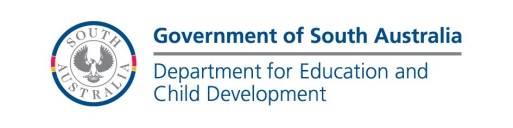 SOUTH
AUSTRALIA
Government of South Australia
Department for Education and
Child Development